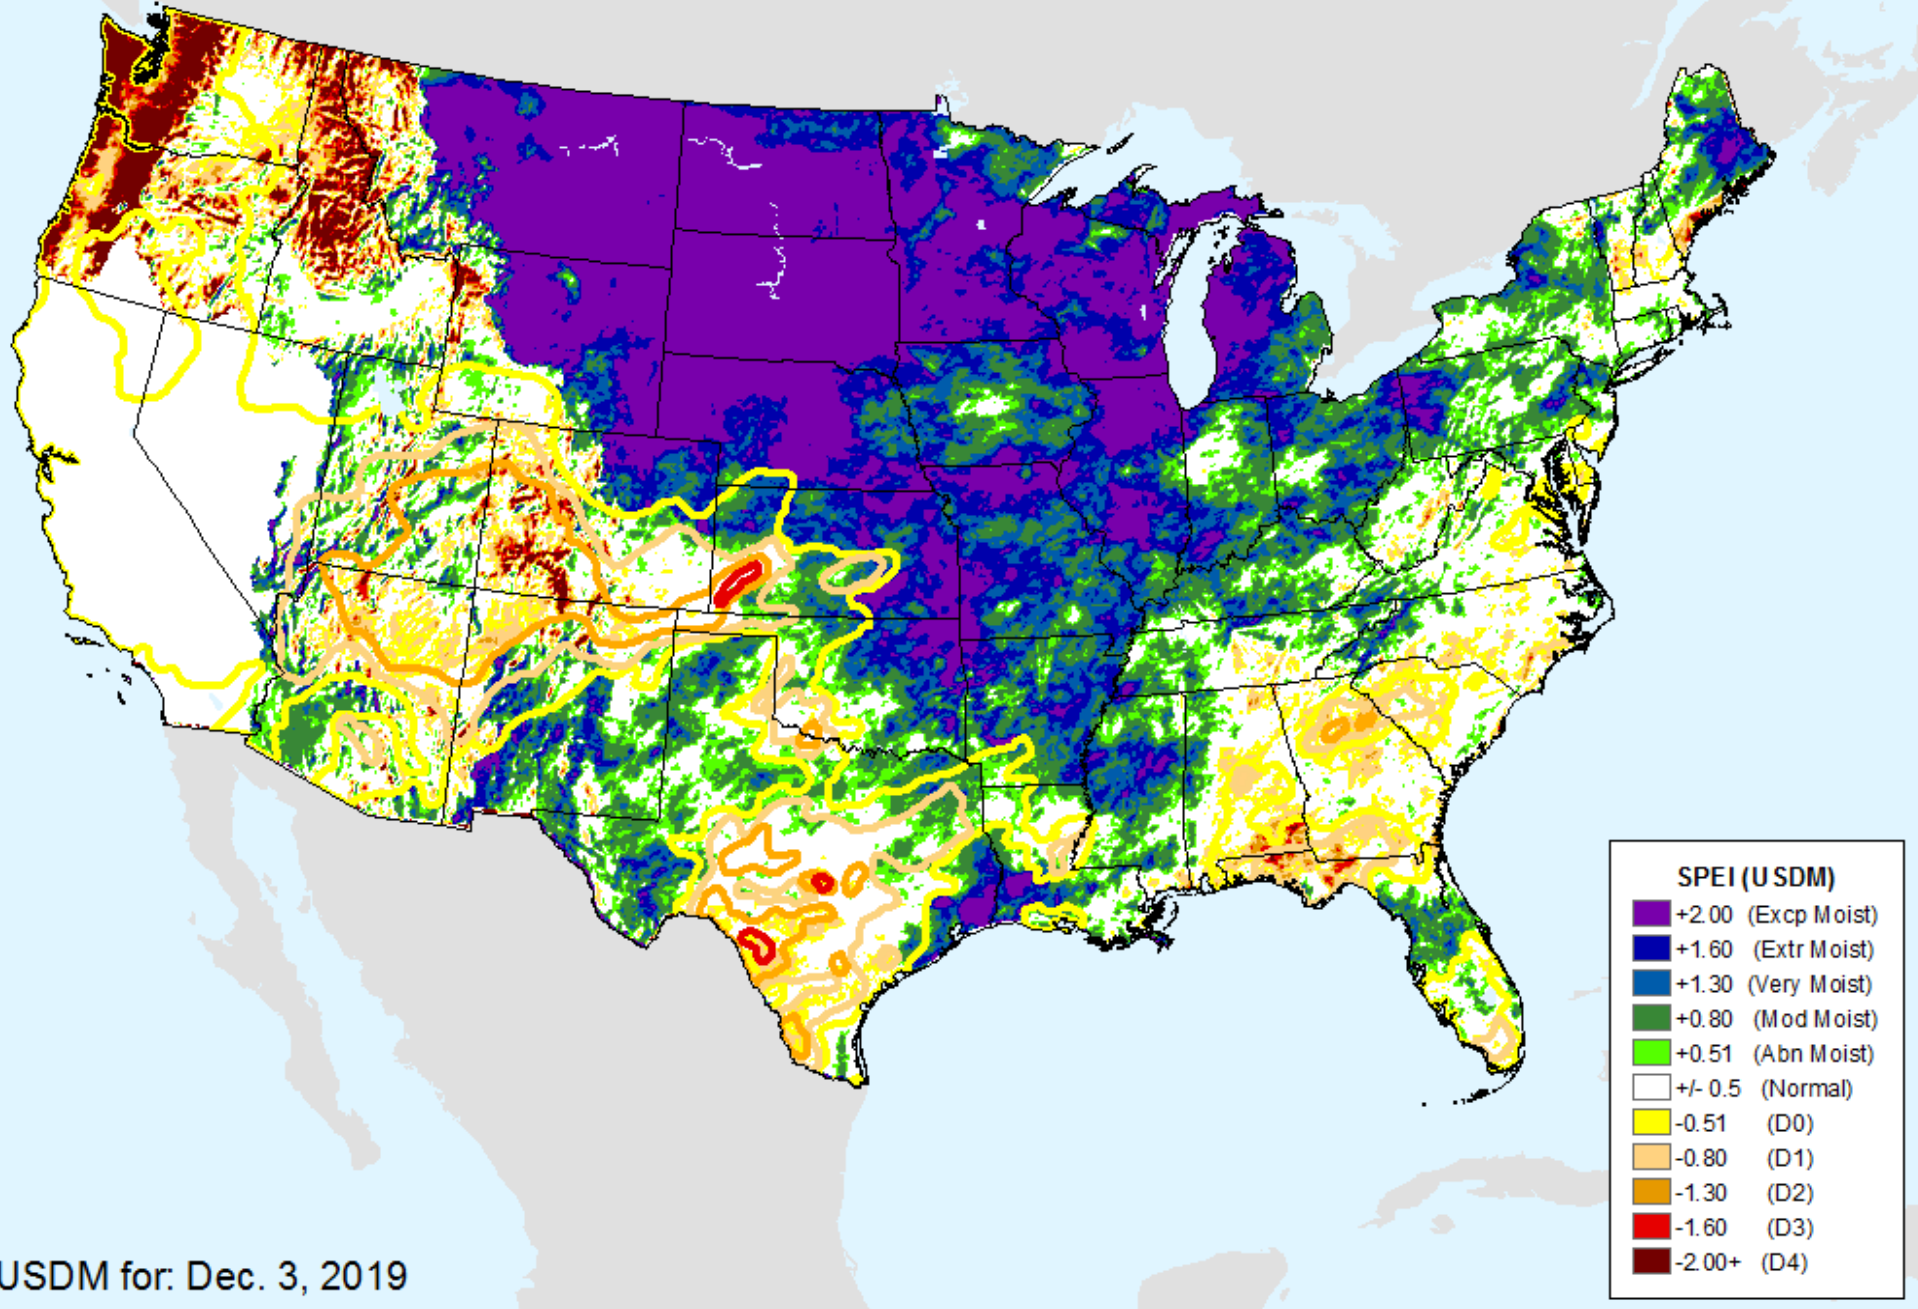 SPEI (USDM)
+2.00 (Excp Moist)
+1.60 (Extr Moist)
+1.30 (Very Moist)
+0.80 (Mod Moist)
+0.51 (Abn Moist)
+/- 0.5 (Normal)
-0.51 (D0)
-0.80 (D1)
-1.30 (D2)
-1.60 (D3)
-2.00+ (D4)
USDM for: Dec. 3, 2019